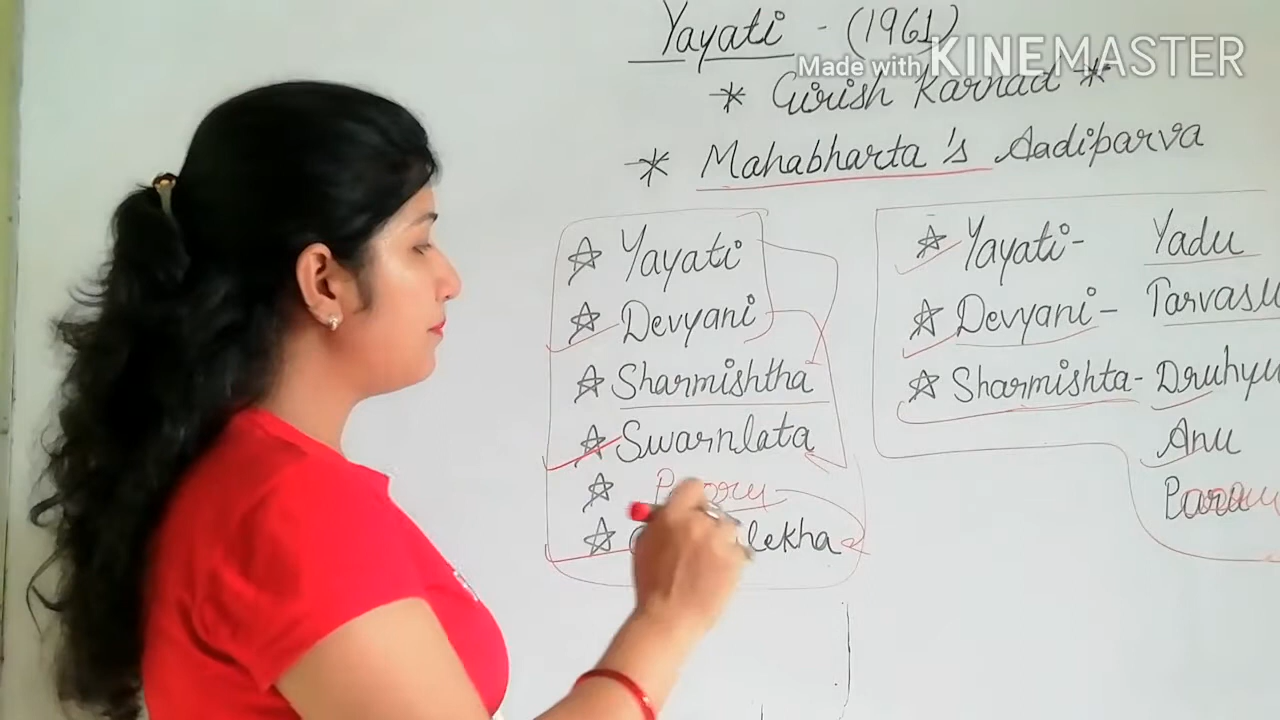 Yayati - (1961)
Made with KINEMASTER
* Girish Karnad *
* Mahabharta's Aadiparva
Yayati
Devyani
Sharmishtha
Swarnlata
lekha
Yayati - Yadu
Devyani - Tarvasu
Sharmishta - Druhyu
Anu